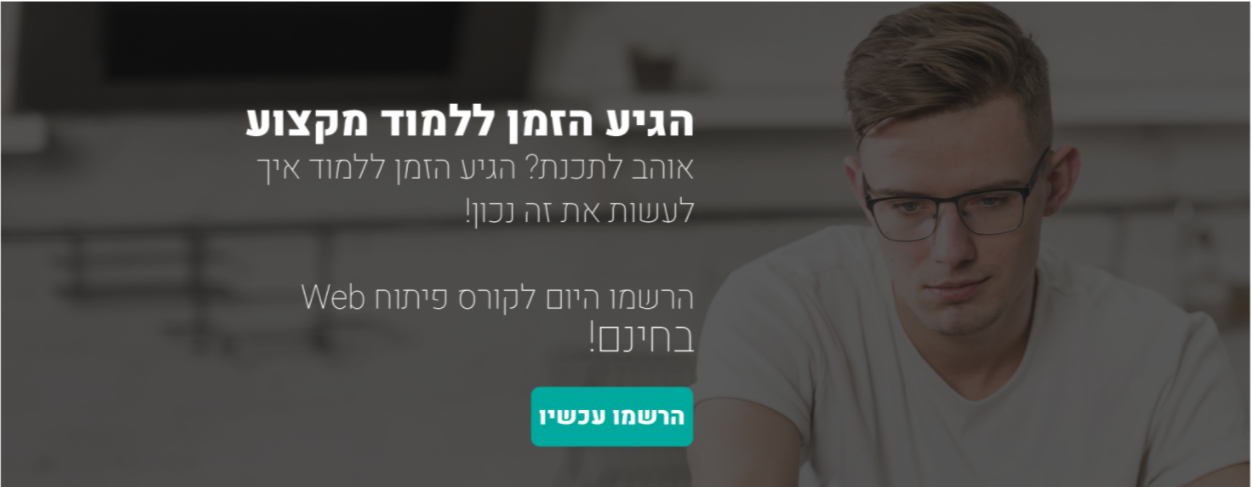 הגיע הזמן ללמוד מקצוע
אוהב לתכנת? הגיע הזמן ללמוד איך
לעשות את זה נכון!
הרשמו היום לקורס פיתוח Web
בחינם!
הרשמו עכשיו